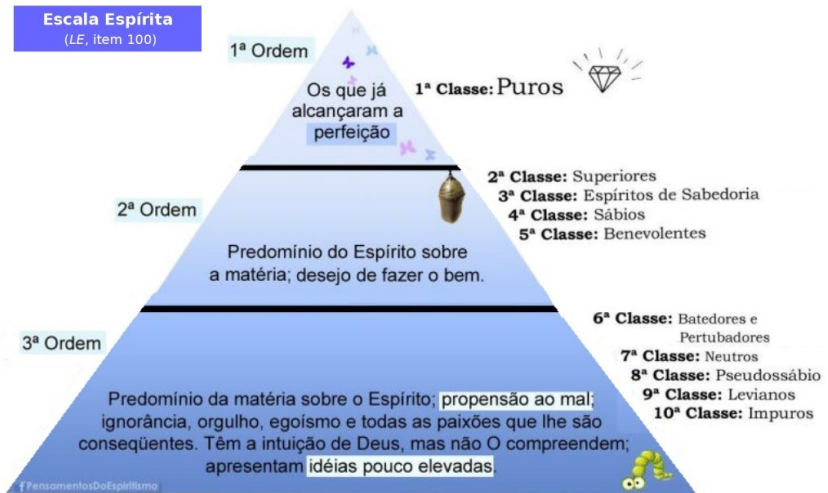 Escala Espírita
(LE, item 100)
1ª Ordem
Os que já
alcançaram a
perfeição
1ª Classe: Puros
2ª Ordem
Predomínio do Espírito sobre
a matéria; desejo de fazer o bem.
2ª Classe: Superiores
3ª Classe: Espíritos de Sabedoria
4ª Classe: Sábios
5ª Classe: Benevolentes
3ª Ordem
Predomínio da matéria sobre o Espírito; propensão ao mal;
ignorância, orgulho, egoísmo e todas as paixões que lhe são
conseqüentes. Têm a intuição de Deus, mas não O compreendem;
apresentam idéias pouco elevadas.
6ª Classe: Batedores e
Pertubadores
7ª Classe: Neutros
8ª Classe: Pseudossábio
9ª Classe: Levianos
10ª Classe: Impuros
f PensamentosDoEspiritismo